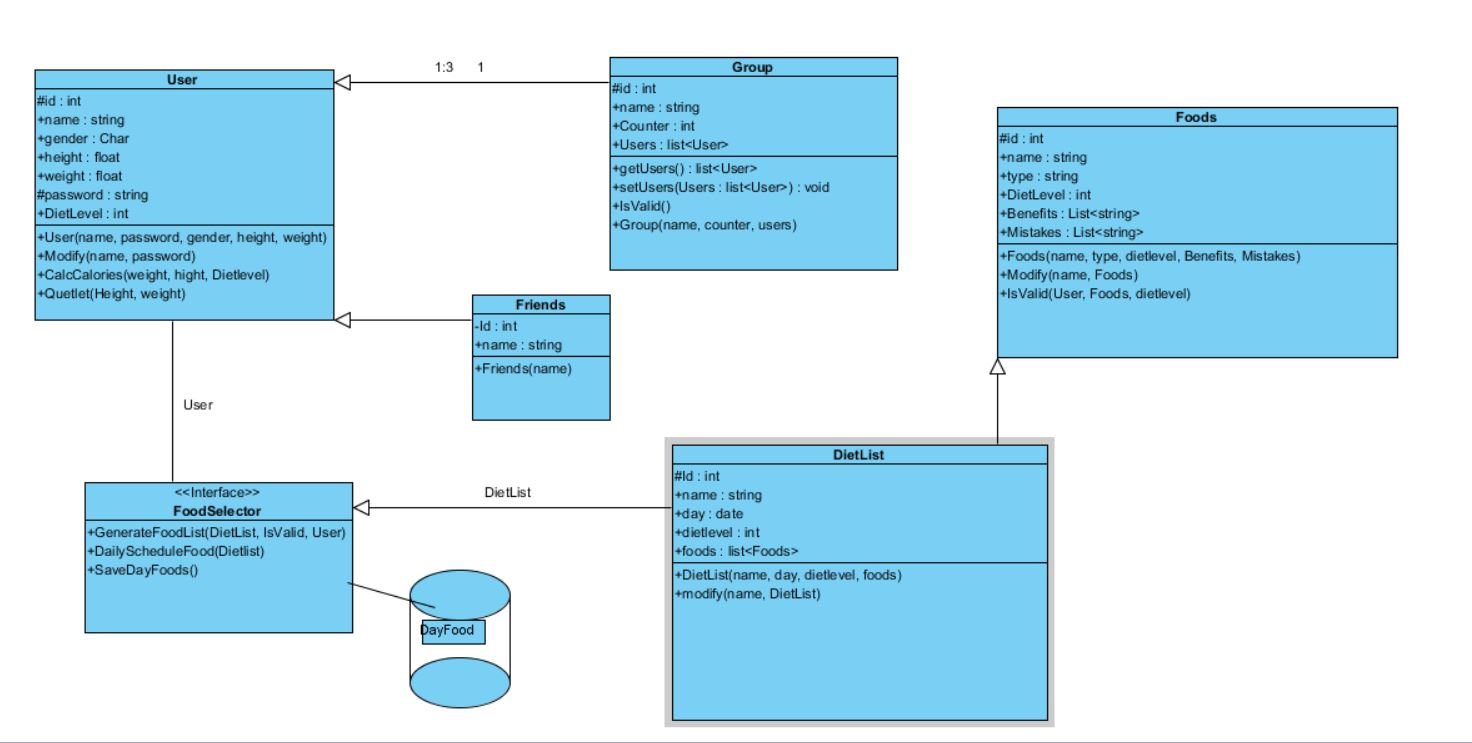 User
#id : int
+name : string
+gender : Char
+height : float
+weight : float
#password : string
+DietLevel : int
+User(name, password, gender, height, weight)
+Modify(name, password)
+CalcCalories(weight, hight, Dietlevel)
+Quetlet(Height, weight)
1:3 1
Group
#id : int
+name : string
+Counter : int
+Users : list<User>
+getUsers() : list<User>
+setUsers(Users : list<User>) : void
+IsValid()
+Group(name, counter, users)
Foods
#id : int
+name : string
+type : string
+DietLevel : int
+Benefits : List<string>
+Mistakes : List<string>
+Foods(name, type, dietlevel, Benefits, Mistakes)
+Modify(name, Foods)
+IsValid(User, Foods, dietlevel)
Friends
-Id : int
+name : string
+Friends(name)
User
<<Interface>>
FoodSelector
+GenerateFoodList(DietList, IsValid, User)
+DailyScheduleFood(Dietlist)
+SaveDayFoods()
DietList
DayFood
DietList
#Id : int
+name : string
+day : date
+dietlevel : int
+foods : list<Foods>
+DietList(name, day, dietlevel, foods)
+modify(name, DietList)